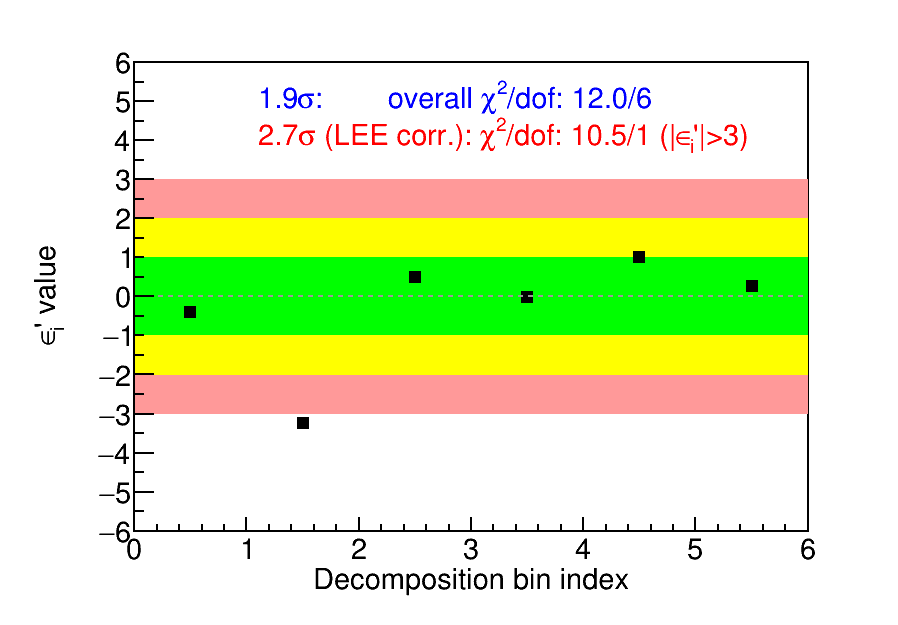 1.9σ: overall χ²/dof: 12.0/6
2.7σ (LEE corr.): χ²/dof: 10.5/1 (|ϵᵢ'|>3)
6
5
4
3
2
1
0
−1
−2
−3
−4
−5
−6
ϵᵢ' value
0 1 2 3 4 5 6
Decomposition bin index